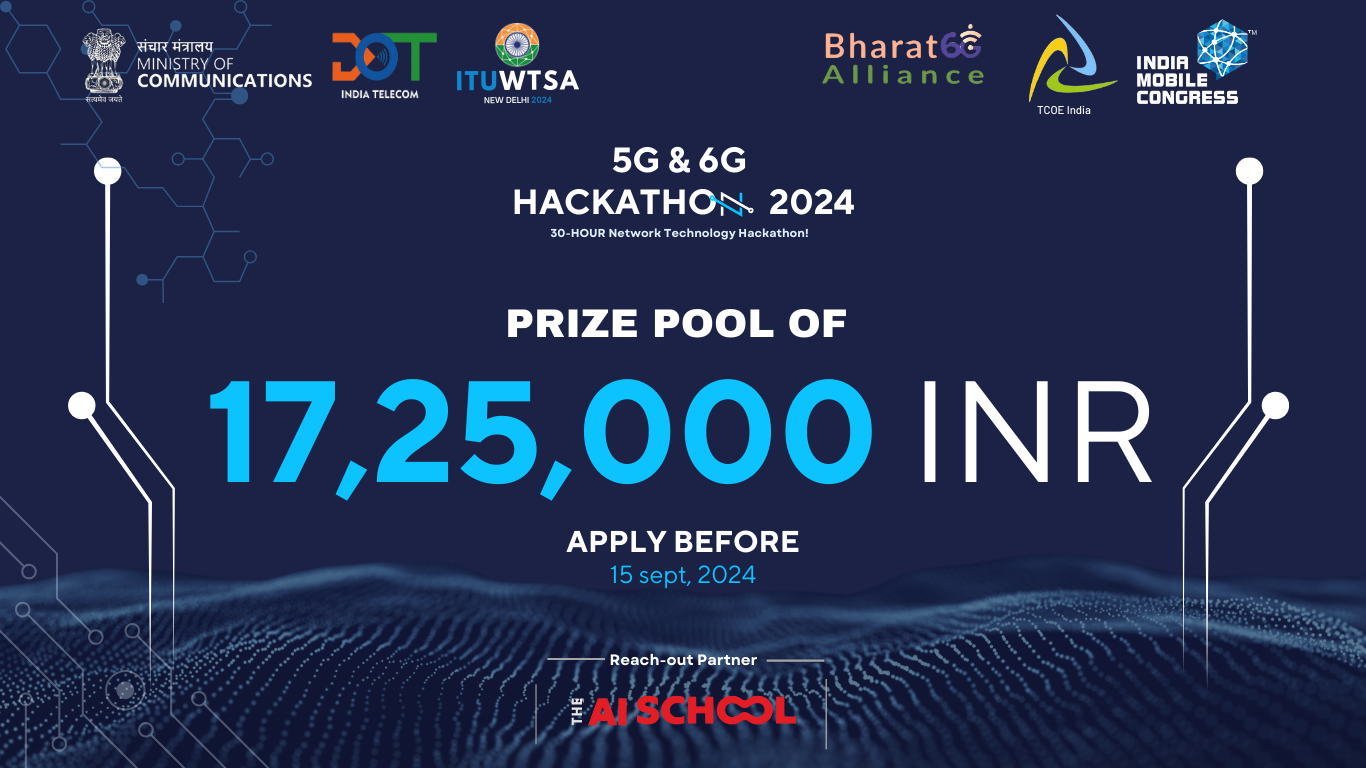 संचार मंत्रालय
MINISTRY OF
COMMUNICATIONS
सत्यमेव जयते
DOT
INDIA TELECOM
ITUWTSA
NEW DELHI 2024
Bharat6G
Alliance
TCOE India
INDIA
MOBILE
CONGRESS
TM
5G & 6G
HACKATHON 2024
30-HOUR Network Technology Hackathon!
PRIZE POOL OF
17,25,000 INR
APPLY BEFORE
15 sept, 2024
Reach-out Partner
THE AI SCHOOL